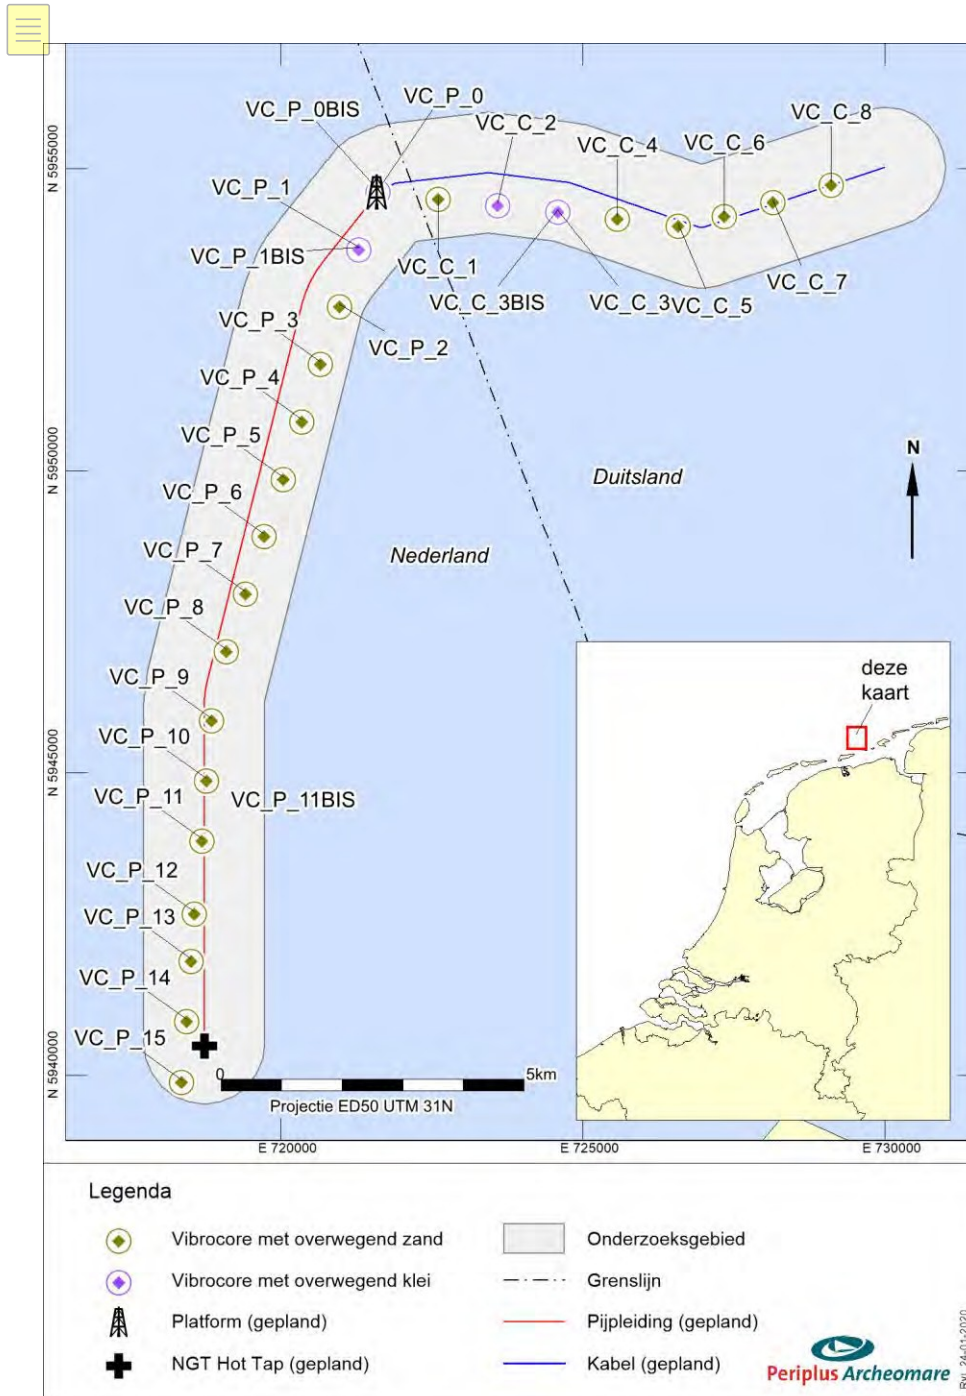 VC_P_0BIS
VC_P_0
VC_C_2
VC_C_4
VC_C_6
VC_C_8
VC_P_1
VC_P_1BIS
VC_C_1
VC_C_3BIS
VC_C_3
VC_C_5
VC_C_7
VC_P_3
VC_P_2
VC_P_4
VC_P_5
VC_P_6
VC_P_7
VC_P_8
VC_P_9
VC_P_10
VC_P_11BIS
VC_P_11
VC_P_12
VC_P_13
VC_P_14
VC_P_15
Duitsland
Nederland
N
deze
kaart
N 5955000
N 5950000
N 5945000
N 5940000
0
5km
Projectie ED50 UTM 31N
E 720000
E 725000
E 730000
Legenda
Vibrocore met overwegend zand
Vibrocore met overwegend klei
Platform (gepland)
NGT Hot Tap (gepland)
Onderzoeksgebied
Grenslijn
Pijpleiding (gepland)
Kabel (gepland)
Periplus Archeomare
24-01-2020